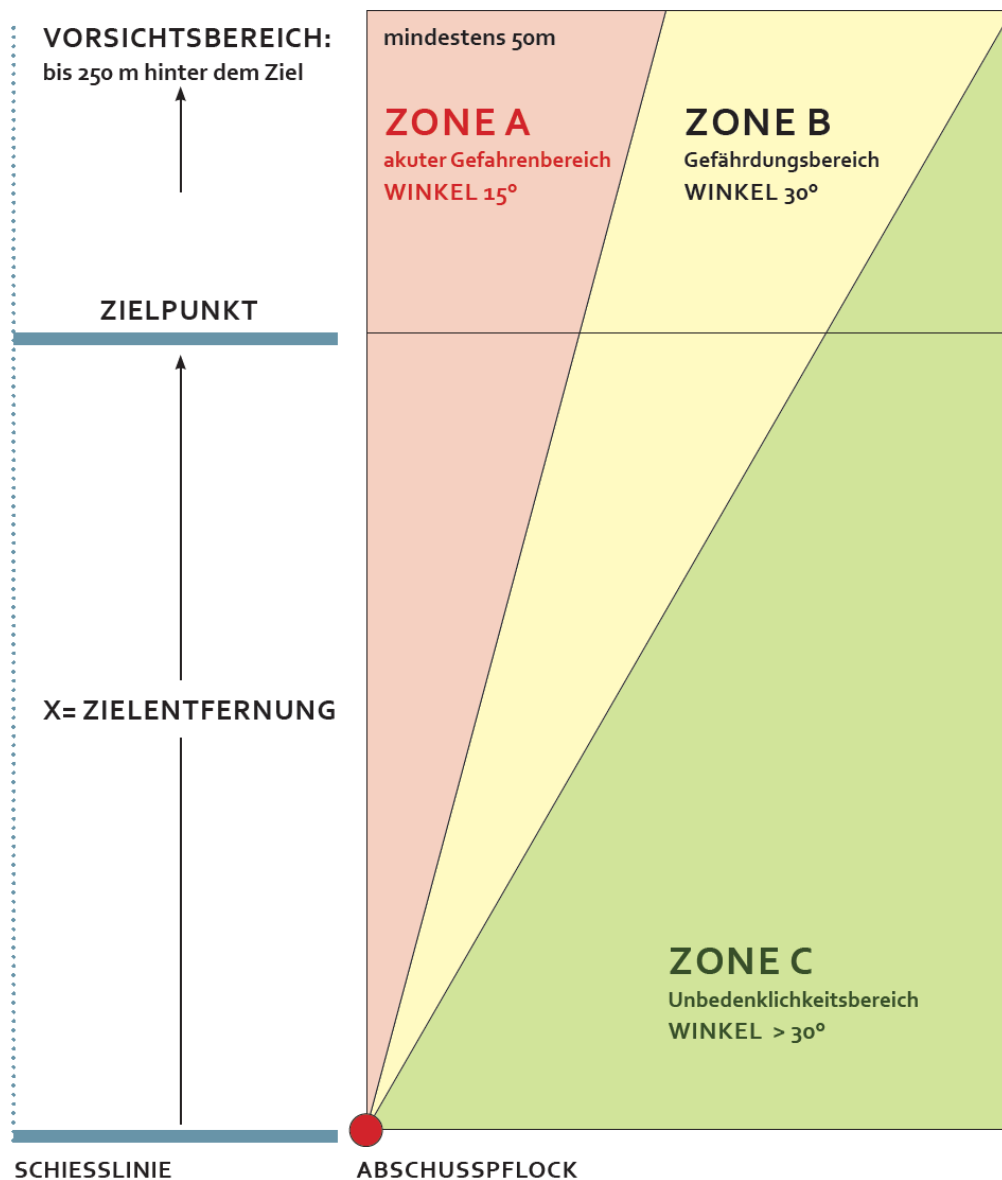 VORSICHTSBEREICH:
bis 250 m hinter dem Ziel
mindestens 50m
ZONE A
akuter Gefahrenbereich
WINKEL 15°
ZONE B
Gefährdungsbereich
WINKEL 30°
ZIELPUNKT
X= ZIELENTFERNUNG
ZONE C
Unbedenklichkeitsbereich
WINKEL > 30°
SCHIESSLINIE
ABSCHUSSPFLOCK